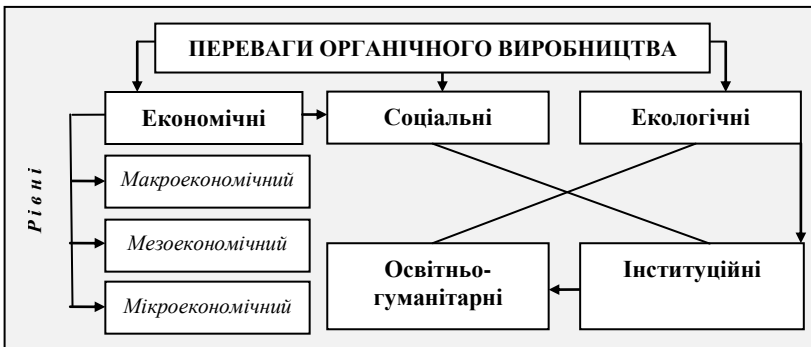 ПЕРЕВАГИ ОРГАНІЧНОГО ВИРОБНИЦТВА
Економічні
Соціальні
Екологічні
Рівні
Макроекономічний
Мезоекономічний
Мікроекономічний
Освітньо-
гуманітарні
Інституційні